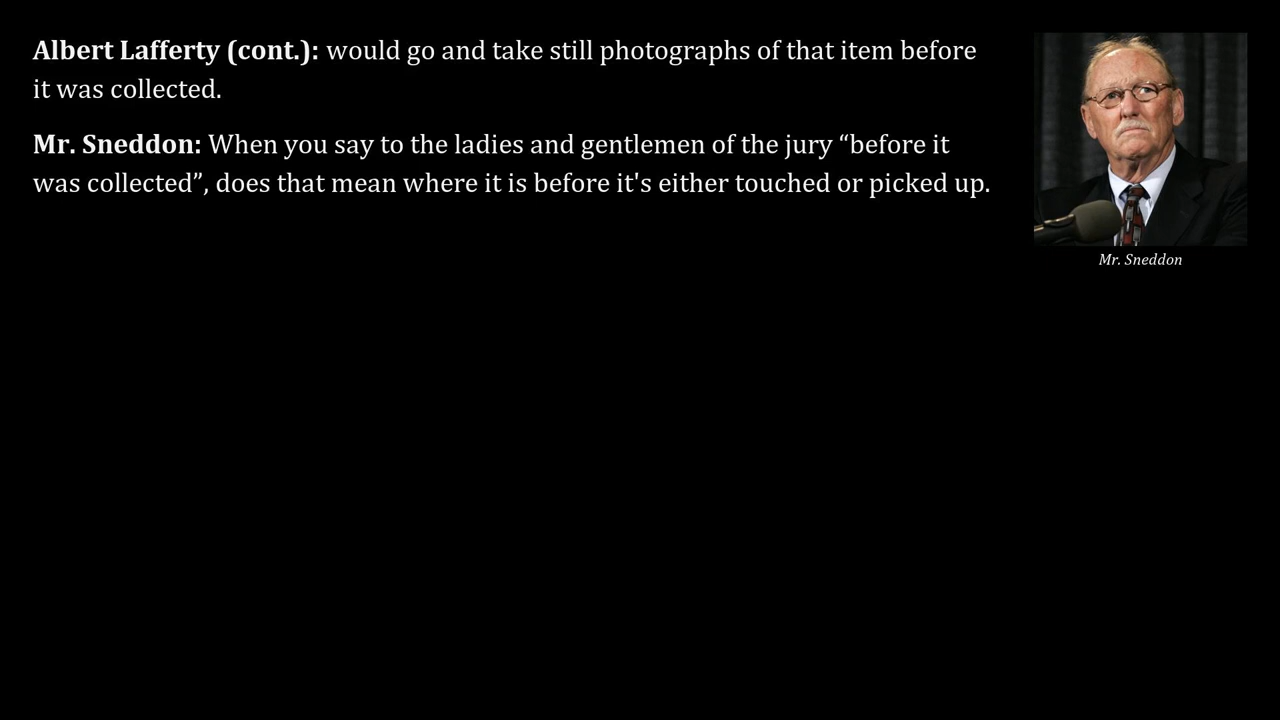 Albert Lafferty (cont.): would go and take still photographs of that item before
it was collected.
Mr. Sneddon: When you say to the ladies and gentlemen of the jury “before it
was collected”, does that mean where it is before it's either touched or picked up.
Mr. Sneddon